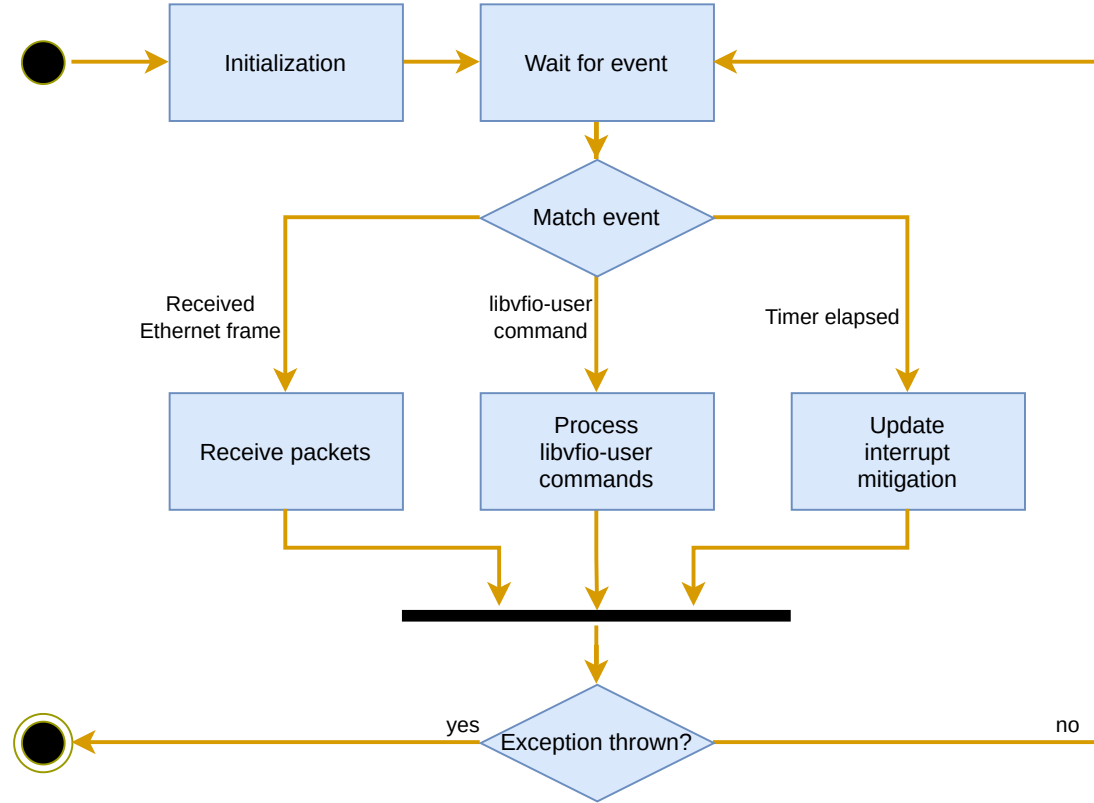 Initialization
Wait for event
Match event
Received
Ethernet frame
libvfio-user
command
Timer elapsed
Receive packets
Process
libvfio-user
commands
Update
interrupt
mitigation
yes
Exception thrown?
no